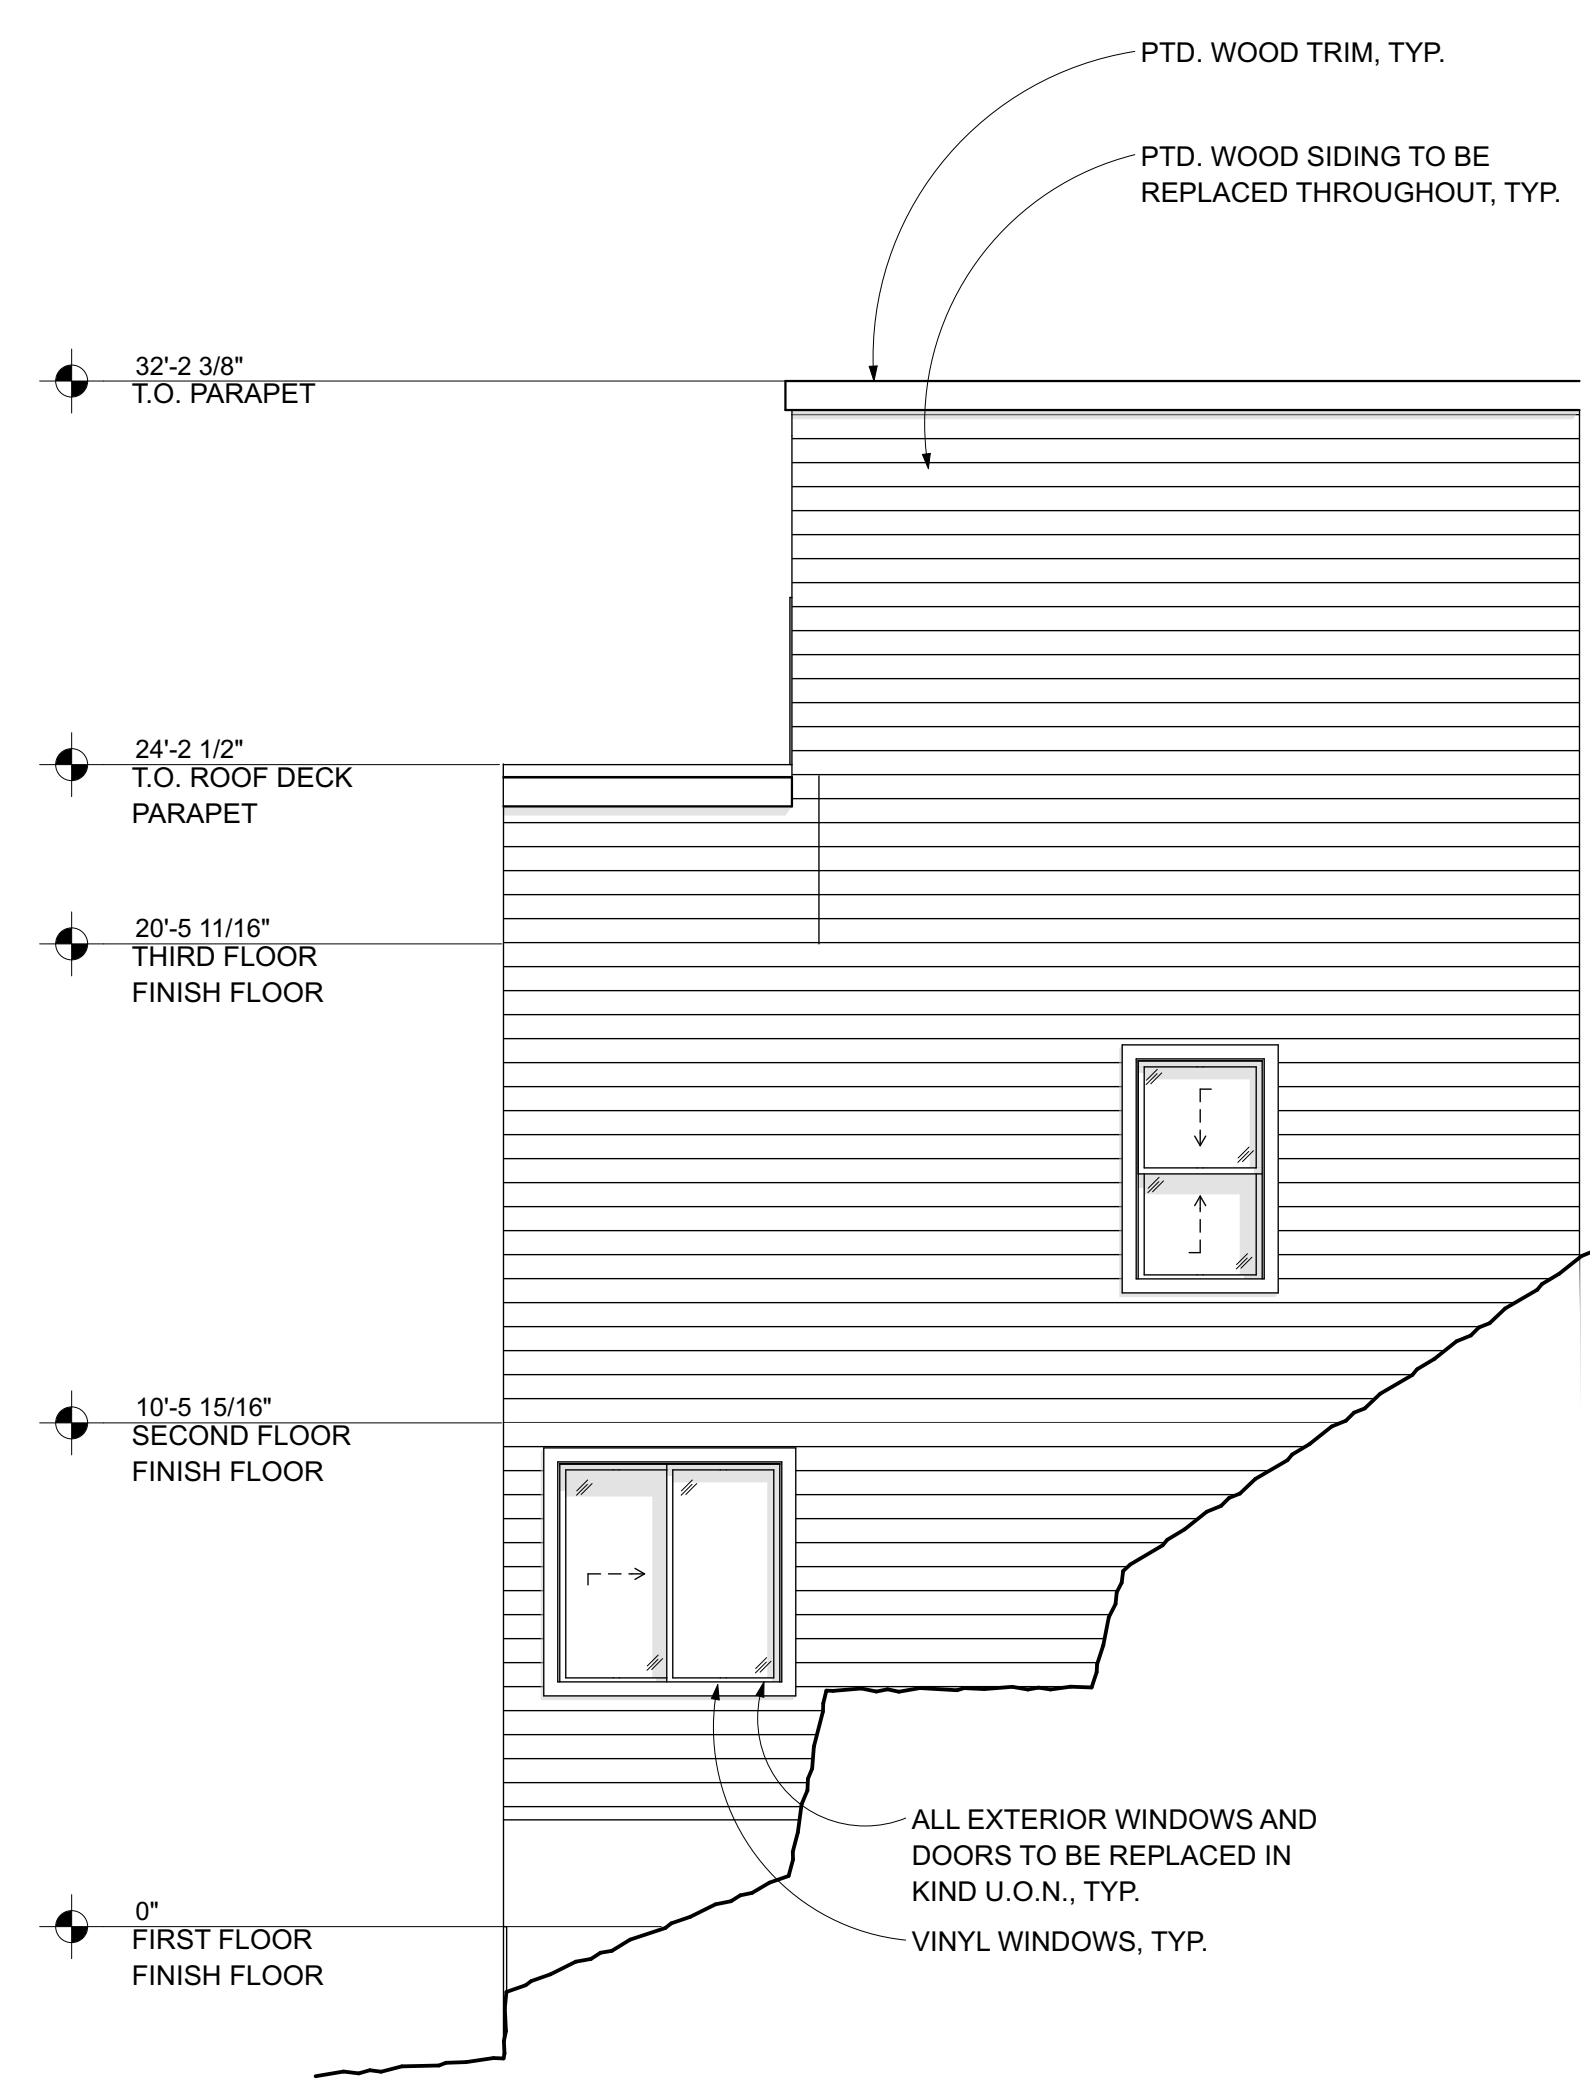 PTD. WOOD TRIM, TYP.
PTD. WOOD SIDING TO BE
REPLACED THROUGHOUT, TYP.
32'-2 3/8"
T.O. PARAPET
24'-2 1/2"
T.O. ROOF DECK
PARAPET
20'-5 11/16"
THIRD FLOOR
FINISH FLOOR
10'-5 15/16"
SECOND FLOOR
FINISH FLOOR
ALL EXTERIOR WINDOWS AND
DOORS TO BE REPLACED IN
KIND U.O.N., TYP.
VINYL WINDOWS, TYP.
0"
FIRST FLOOR
FINISH FLOOR